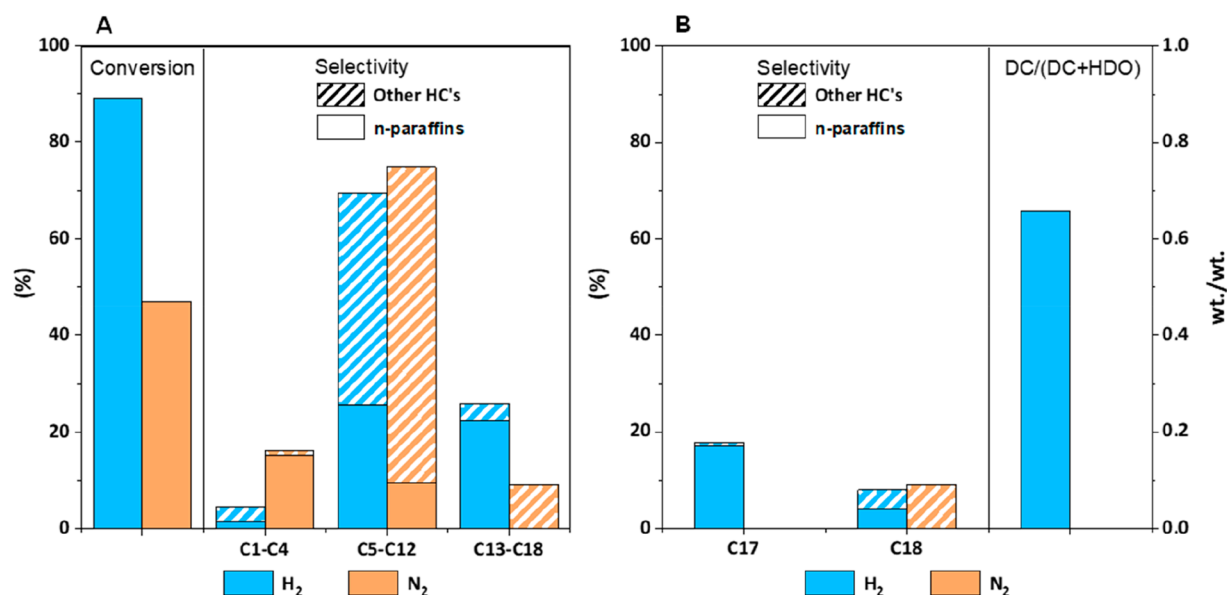 A
100
80
60
40
20
0
(%)
Conversion
Selectivity
Other HC's
n-paraffins
C1-C4
C5-C12
C13-C18
H₂
N₂
B
100
80
60
40
20
0
(%)
Selectivity
Other HC's
n-paraffins
DC/(DC+HDO)
1.0
0.8
0.6
0.4
0.2
0.0
wt./wt.
C17
C18
H₂
N₂